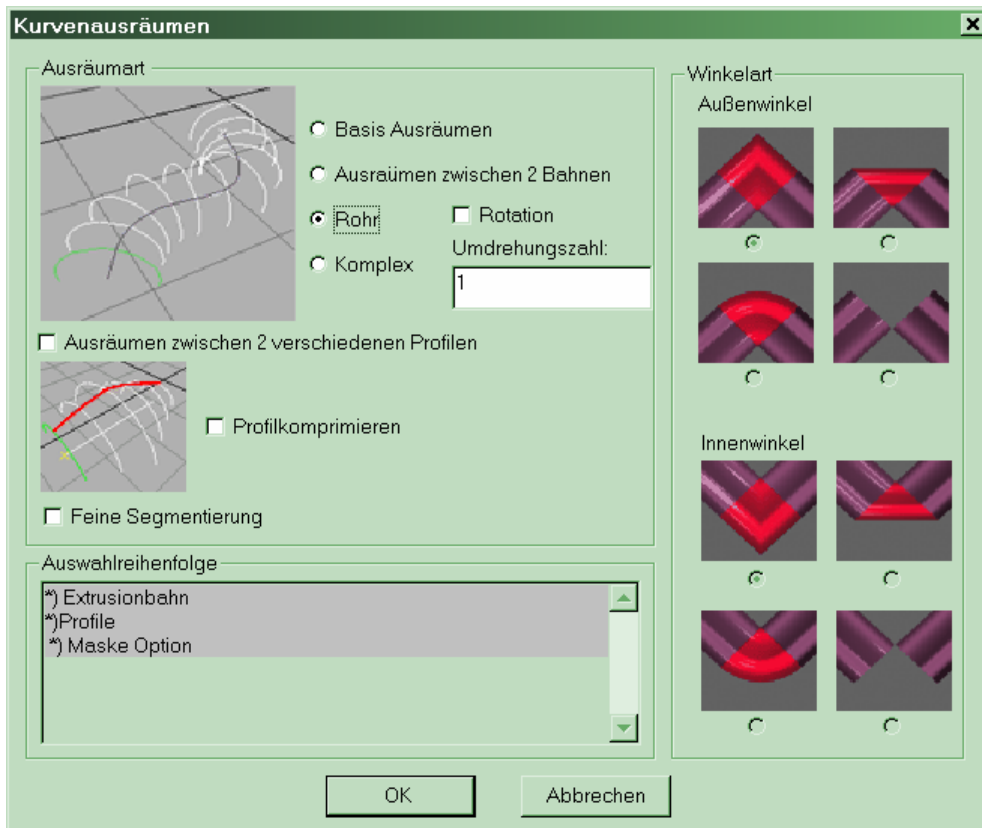 Kurvenausräumen
Ausräumart
Basis Ausräumen
Ausraümen zwischen 2 Bahnen
Rohr
Rotation
Umdrehungszahl:
Komplex
1
Ausräumen zwischen 2 verschiedenen Profilen
Profilkomprimieren
Feine Segmentierung
Auswahlreihenfolge
*) Extrusionbahn
*)Profile
*) Maske Option
Winkelart
Außenwinkel
Innenwinkel
OK
Abbrechen